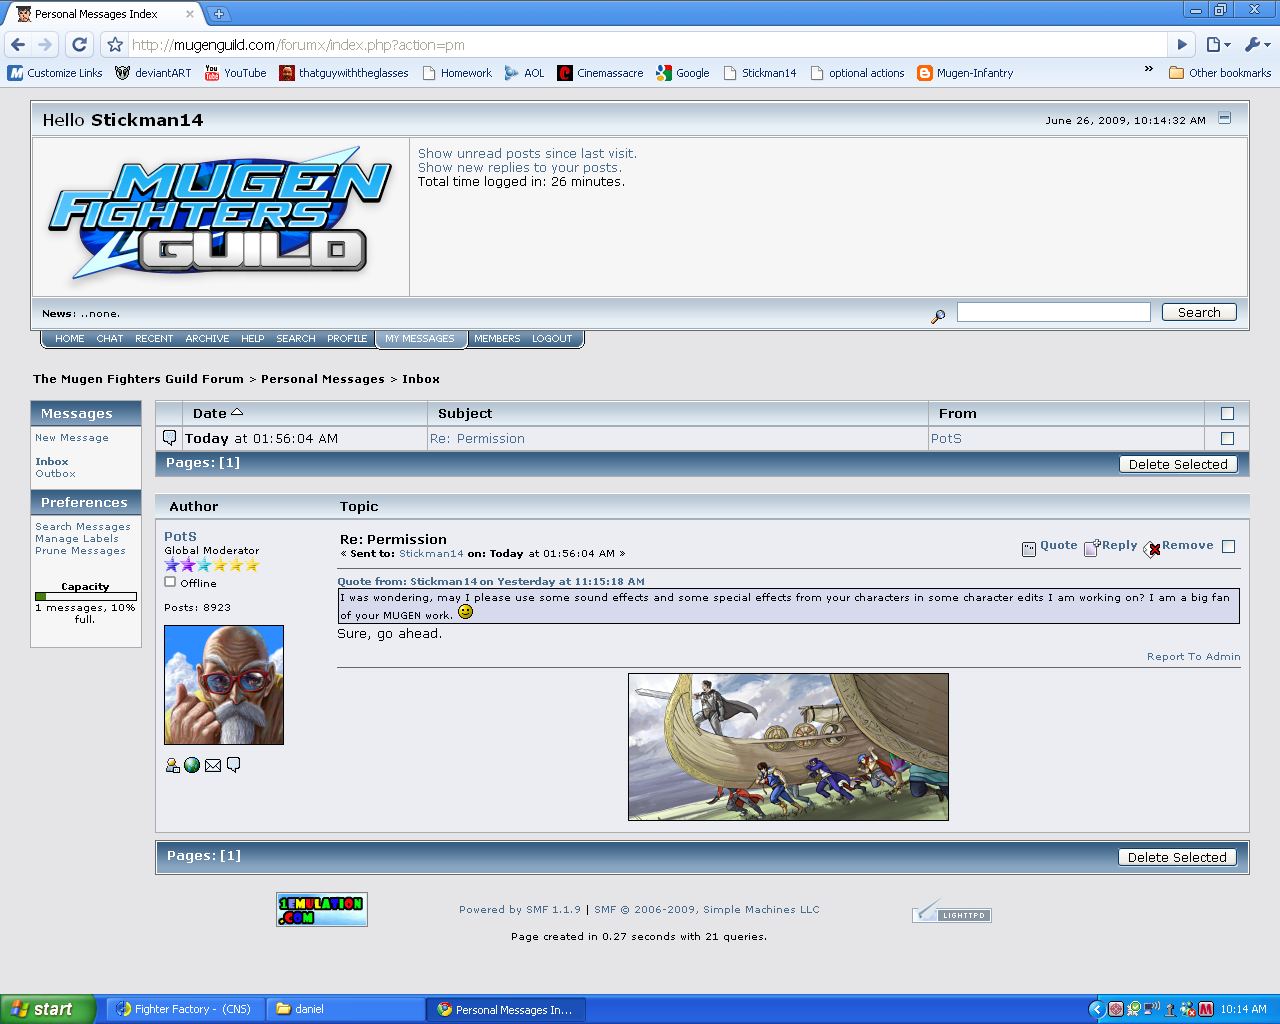 Personal Messages Index
http://mugenguild.com/forumx/index.php?action=pm
Customize Links deviantART YouTube thatguywiththeglasses Homework AOL Cinemassacre Google Stickman14 optional actions Mugen-Infantry » Other bookmarks
Hello Stickman14
June 26, 2009, 10:14:32 AM
MUGEN
FIGHTERS
GUILD
Show unread posts since last visit.
Show new replies to your posts.
Total time logged in: 26 minutes.
News: ..none.
Search
HOME CHAT RECENT ARCHIVE HELP SEARCH PROFILE MY MESSAGES MEMBERS LOGOUT
The Mugen Fighters Guild Forum > Personal Messages > Inbox
Messages
New Message
Inbox
Outbox
Preferences
Search Messages
Manage Labels
Prune Messages
Capacity
1 messages, 10%
full.
Date Subject From
Today at 01:56:04 AM Re: Permission PotS
Pages: [1]
Delete Selected
Author Topic
PotS
Global Moderator
Offline
Posts: 8923
Re: Permission
« Sent to: Stickman14 on: Today at 01:56:04 AM »
Quote Reply Remove
Quote from: Stickman14 on Yesterday at 11:15:18 AM
I was wondering, may I please use some sound effects and some special effects from your characters in some character edits I am working on? I am a big fan
of your MUGEN work.
Sure, go ahead.
Report To Admin
Pages: [1]
Delete Selected
1EMULATION
.COM
Powered by SMF 1.1.9 | SMF © 2006-2009, Simple Machines LLC
LIGHTTPD
Page created in 0.27 seconds with 21 queries.
start
Fighter Factory - (CNS)
daniel
Personal Messages In...
10:14 AM